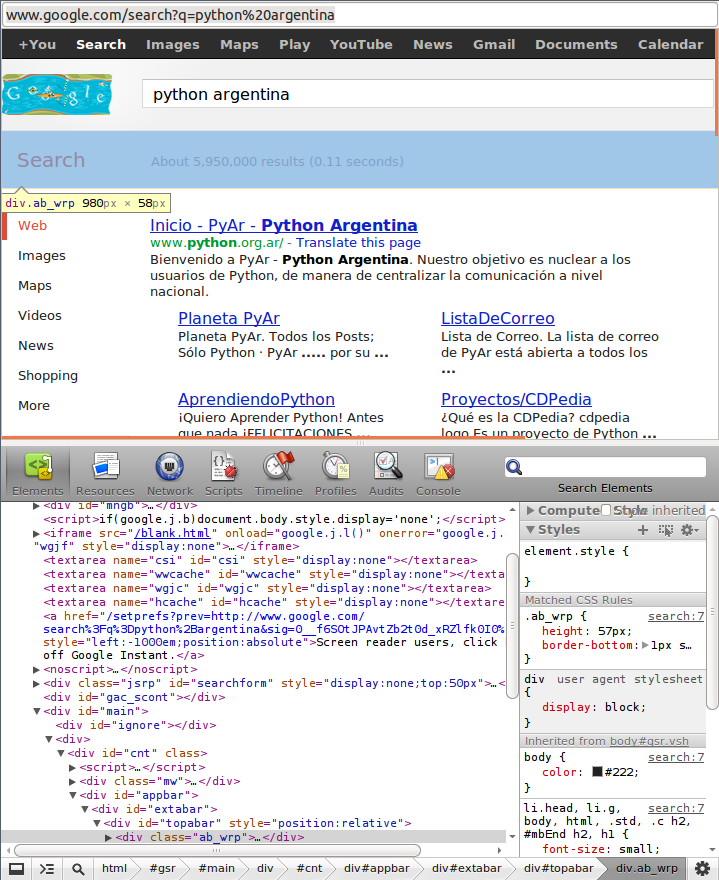 www.google.com/search?q=python%20argentina
+You Search Images Maps Play YouTube News Gmail Documents Calendar
Google
python argentina
Search About 5,950,000 results (0.11 seconds)
div.ab_wrp 980px × 58px
Web
Images
Maps
Videos
News
Shopping
More
Inicio - PyAr - Python Argentina
www.python.org.ar/ - Translate this page
Bienvenido a PyAr - Python Argentina. Nuestro objetivo es nuclear a los
usuarios de Python, de manera de centralizar la comunicación a nivel
nacional.
Planeta PyAr
Planeta PyAr. Todos los Posts;
Sólo Python · PyAr ..... por su ...
ListaDeCorreo
Lista de Correo. La lista de correo
de PyAr está abierta a todos los
...
AprendiendoPython
¡Quiero Aprender Python! Antes
que nada ¡FELICITACIONES ...
Proyectos/CDPedia
¿Qué es la CDPedia? cdpedia
logo Es un proyecto de Python ...
Elements Resources Network Scripts Timeline Profiles Audits Console
Search Elements
▶<div id="mngb">…</div>
<script>if(google.j.b)document.body.style.display='none';</script>
▶<iframe src="/blank.html" onload="google.j.l()" onerror="google.j.
"wgjf" style="display:none">…</iframe>
<textarea name="csi" id="csi" style="display:none"></textarea>
<textarea name="wwcache" id="wwcache" style="display:none"></texta
<textarea name="wgjc" id="wgjc" style="display:none"></textarea>
<textarea name="hcache" id="hcache" style="display:none"></textare
<a href="/setprefs?prev=http://www.google.com/
search%3Fq%3Dpython%2Bargentina&sig=0__f6SOtJPAvtZb2t0d_xRZlfk0I0%
style="left:-1000em;position:absolute">Screen reader users, click
off Google Instant.</a>
▶<noscript>…</noscript>
▶<div class="jsrp" id="searchform" style="display:none;top:50px">…<
<div id="gac_scont"></div>
▼<div id="main">
<div id="ignore"></div>
▼<div>
▼<div id="cnt" class>
▶<script>…</script>
▶<div class="mw">…</div>
▼<div id="appbar">
▼<div id="extabar">
▼<div id="topabar" style="position:relative">
▶<div class="ab_wrp">…</div>
▶ Computed Style Show inherited
▼ Styles
element.style {
}
Matched CSS Rules
.ab_wrp { search:7
height: 57px;
border-bottom:▶1px s…
}
div user agent stylesheet
{
display: block;
}
Inherited from body#gsr.vsh
body { search:7
color: #222;
}
li.head, li.g, search:7
body, html, .std, .c h2,
#mbEnd h2, h1 {
font-size: small;
html #gsr #main div #cnt div#appbar div#extabar div#topabar div.ab_wrp